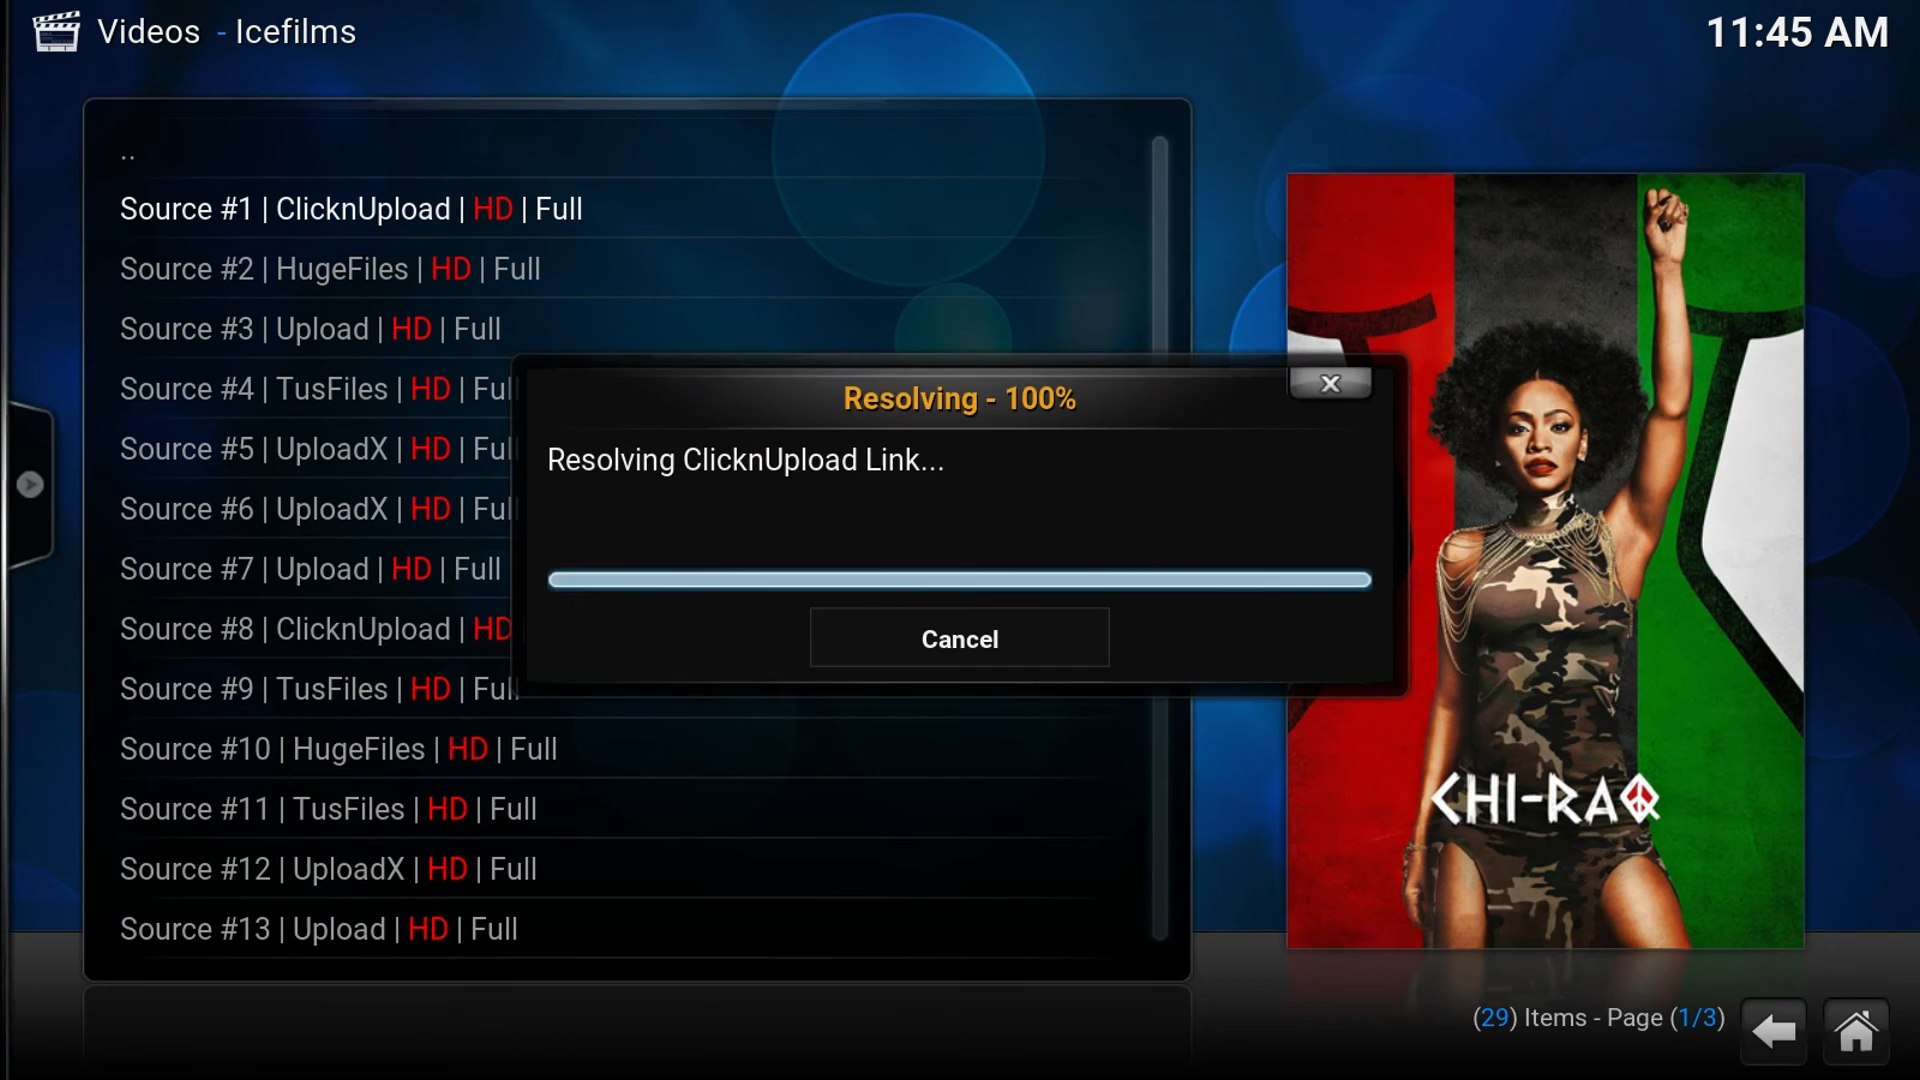 Videos - Icefilms
11:45 AM
..
Source #1 | ClicknUpload | HD | Full
Source #2 | HugeFiles | HD | Full
Source #3 | Upload | HD | Full
Source #4 | TusFiles | HD | Full
Source #5 | UploadX | HD | Full
Source #6 | UploadX | HD | Full
Source #7 | Upload | HD | Full
Source #8 | ClicknUpload | HD
Source #9 | TusFiles | HD | Full
Source #10 | HugeFiles | HD | Full
Source #11 | TusFiles | HD | Full
Source #12 | UploadX | HD | Full
Source #13 | Upload | HD | Full
Resolving - 100%
X
Resolving ClicknUpload Link...
Cancel
CHI-RAQ
(29) Items - Page (1/3)